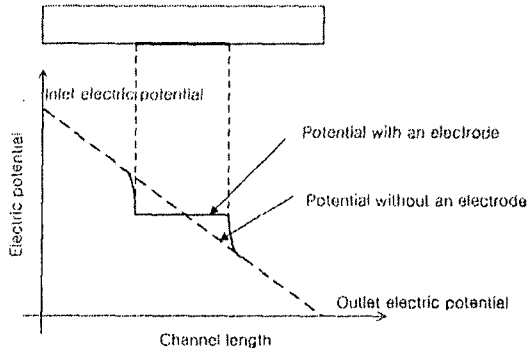 Inlet electric potential
Potential with an electrode
Potential without an electrode
Outlet electric potential
Electric potential
Channel length